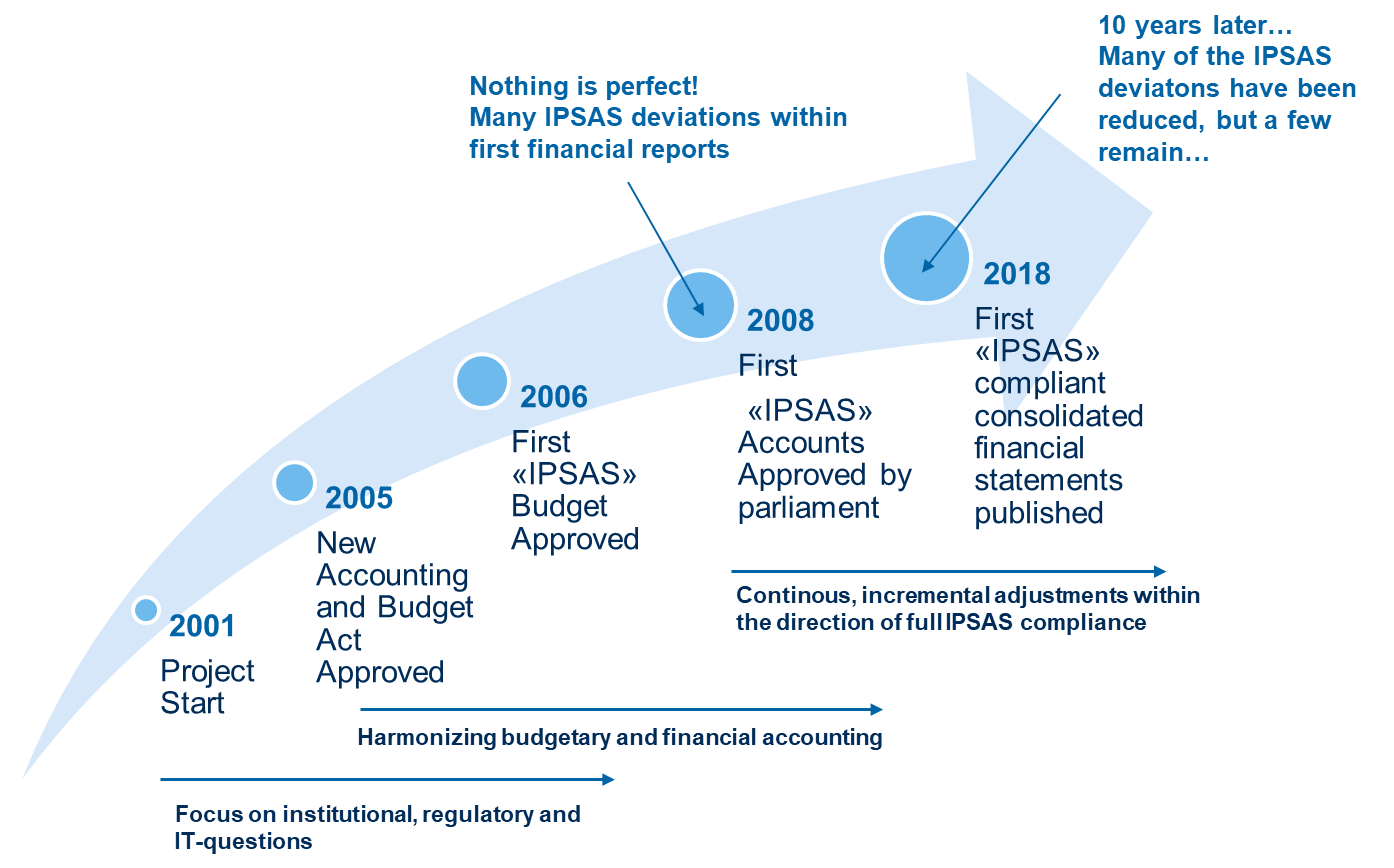 10 years later…
Many of the IPSAS
deviatons have been
reduced, but a few
remain…
Nothing is perfect!
Many IPSAS deviations within
first financial reports
2018
First
«IPSAS»
compliant
consolidated
financial
statements
published
2008
First
«IPSAS»
Accounts
Approved by
parliament
2006
First
«IPSAS»
Budget
Approved
2005
New
Accounting
and Budget
Act
Approved
2001
Project
Start
Continous, incremental adjustments within
the direction of full IPSAS compliance
Harmonizing budgetary and financial accounting
Focus on institutional, regulatory and
IT-questions